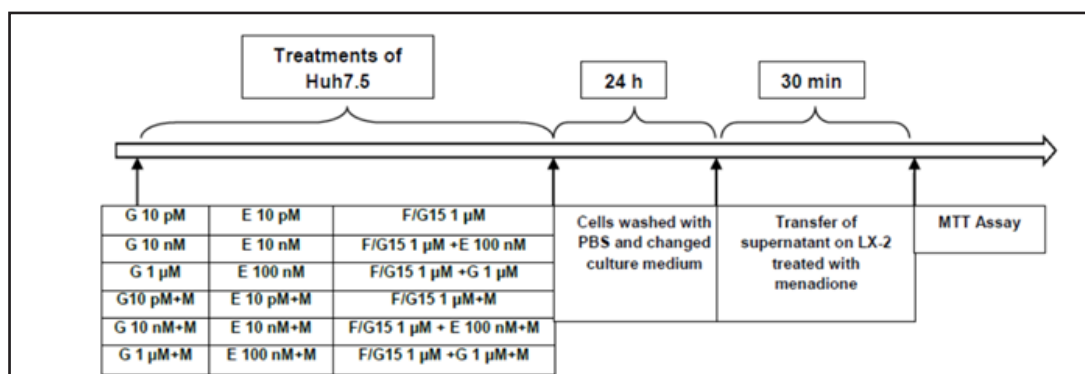 Treatments of
Huh7.5
24 h
30 min
G 10 pM E 10 pM F/G15 1 µM
G 10 nM E 10 nM F/G15 1 µM +E 100 nM
G 1 µM E 100 nM F/G15 1 µM +G 1 µM
G10 pM+M E 10 pM+M F/G15 1 µM+M
G 10 nM+M E 10 nM+M F/G15 1 µM + E 100 nM+M
G 1 µM+M E 100 nM+M F/G15 1 µM +G 1 µM+M
Cells washed with
PBS and changed
culture medium
Transfer of
supernatant on LX-2
treated with
menadione
MTT Assay